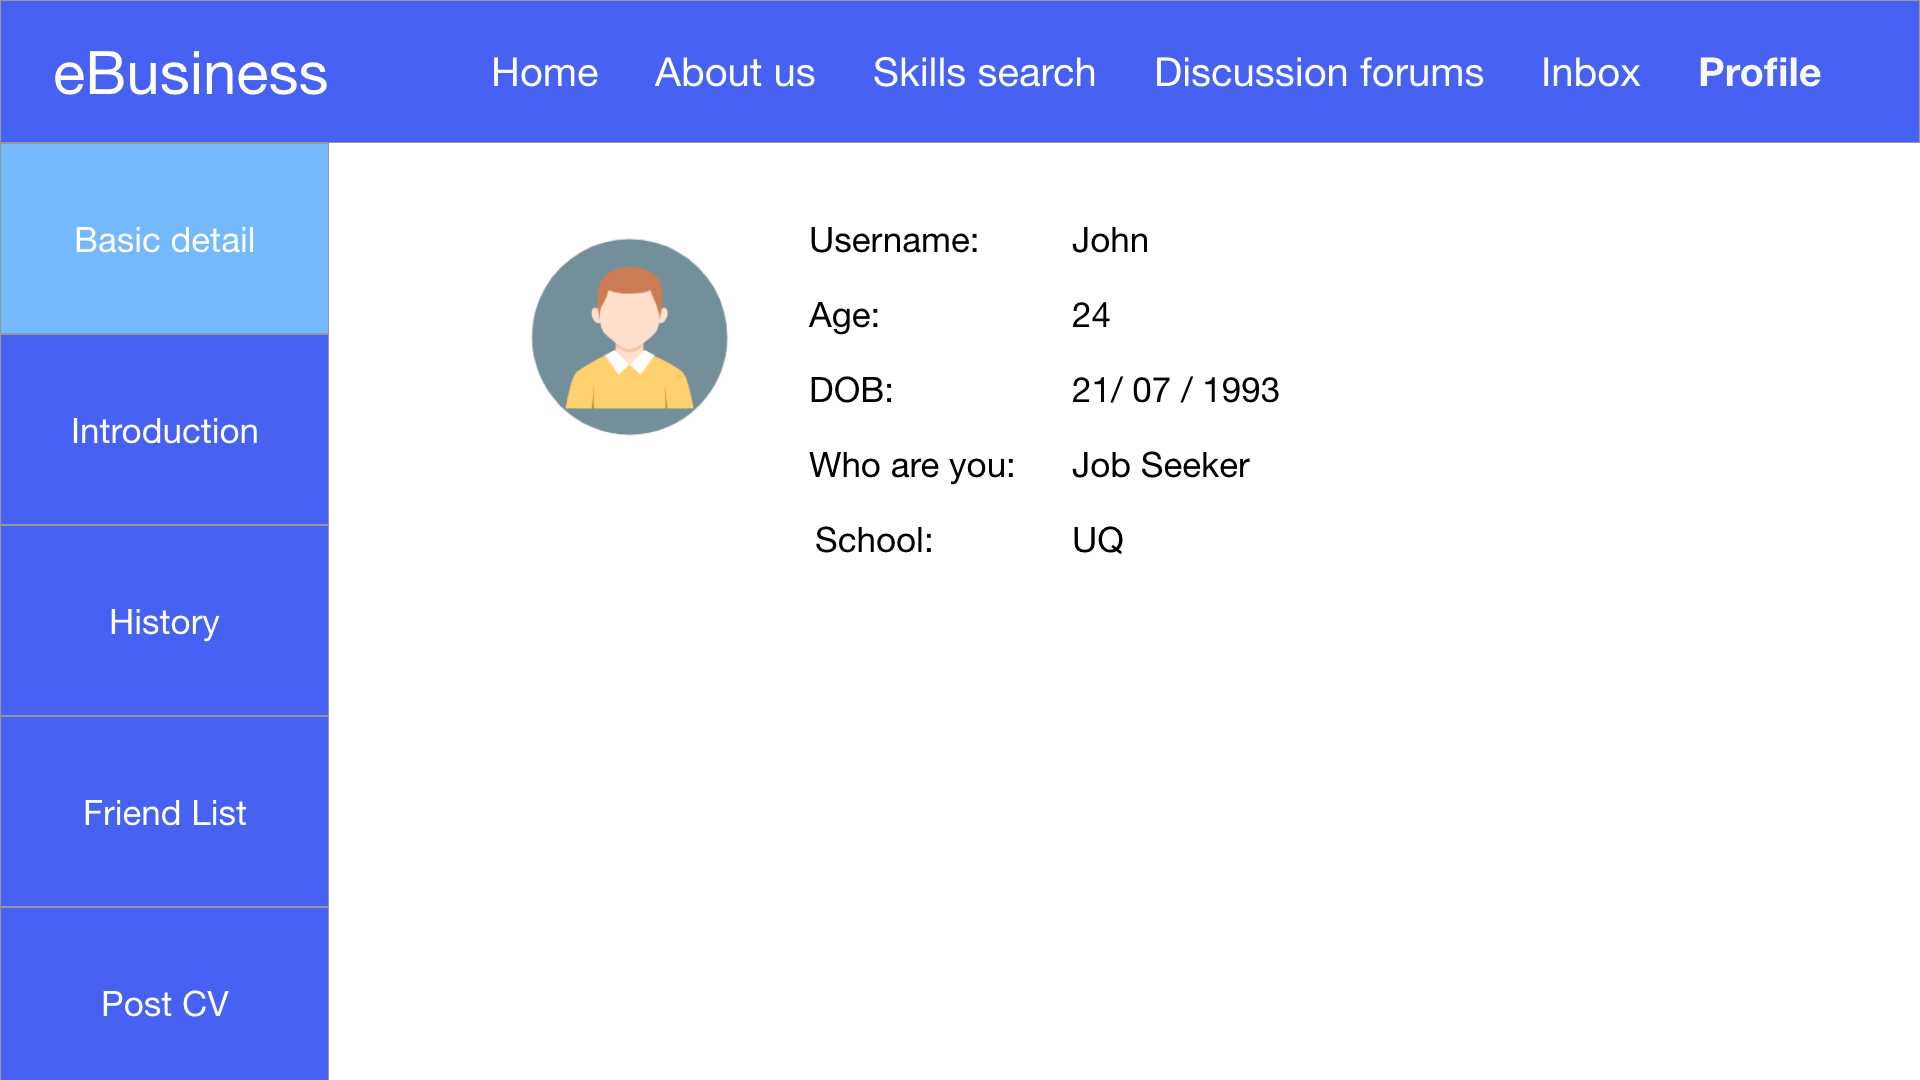 eBusiness Home About us Skills search Discussion forums Inbox Profile
Basic detail
Introduction
History
Friend List
Post CV
Username: John
Age: 24
DOB: 21/ 07 / 1993
Who are you: Job Seeker
School: UQ